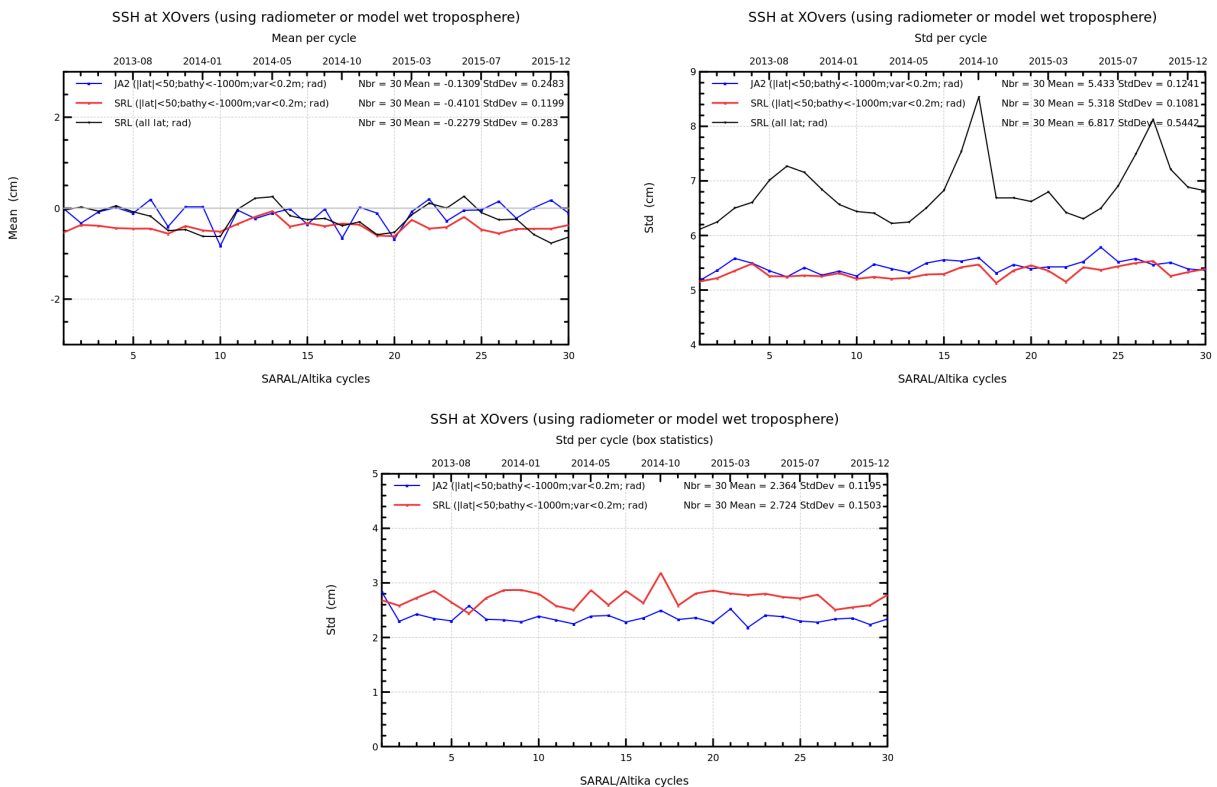 SSH at XOvers (using radiometer or model wet troposphere)
Mean per cycle
2013-08 2014-01 2014-05 2014-10 2015-03 2015-07 2015-12
JA2 (|lat|<50;bathy<-1000m;var<0.2m; rad) Nbr = 30 Mean = -0.1309 StdDev = 0.2483
SRL (|lat|<50;bathy<-1000m;var<0.2m; rad) Nbr = 30 Mean = -0.4101 StdDev = 0.1199
SRL (all lat; rad) Nbr = 30 Mean = -0.2279 StdDev = 0.283
2
0
-2
Mean (cm)
5 10 15 20 25 30
SARAL/Altika cycles
SSH at XOvers (using radiometer or model wet troposphere)
Std per cycle
2013-08 2014-01 2014-05 2014-10 2015-03 2015-07 2015-12
JA2 (|lat|<50;bathy<-1000m;var<0.2m; rad) Nbr = 30 Mean = 5.433 StdDev = 0.1241
SRL (|lat|<50;bathy<-1000m;var<0.2m; rad) Nbr = 30 Mean = 5.318 StdDev = 0.1081
SRL (all lat; rad) Nbr = 30 Mean = 6.817 StdDev = 0.5442
9
8
7
6
5
4
Std (cm)
5 10 15 20 25 30
SARAL/Altika cycles
SSH at XOvers (using radiometer or model wet troposphere)
Std per cycle (box statistics)
2013-08 2014-01 2014-05 2014-10 2015-03 2015-07 2015-12
JA2 (|lat|<50;bathy<-1000m;var<0.2m; rad) Nbr = 30 Mean = 2.364 StdDev = 0.1195
SRL (|lat|<50;bathy<-1000m;var<0.2m; rad) Nbr = 30 Mean = 2.724 StdDev = 0.1503
5
4
3
2
1
0
Std (cm)
5 10 15 20 25 30
SARAL/Altika cycles